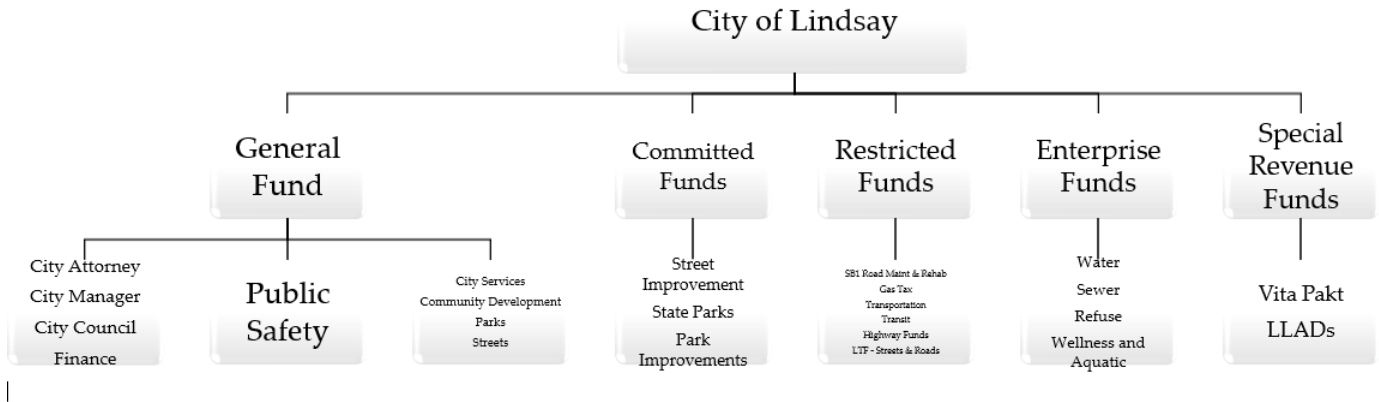 City of Lindsay
General
Fund
Committed
Funds
Restricted
Funds
Enterprise
Funds
Special
Revenue
Funds
City Attorney
City Manager
City Council
Finance
Public
Safety
City Services
Community Development
Parks
Streets
Street
Improvement
State Parks
Park
Improvements
SB1 Road Maint & Rehab
Gas Tax
Transportation
Transit
Highway Funds
LTF - Streets & Roads
Water
Sewer
Refuse
Wellness and
Aquatic
Vita Pakt
LLADs